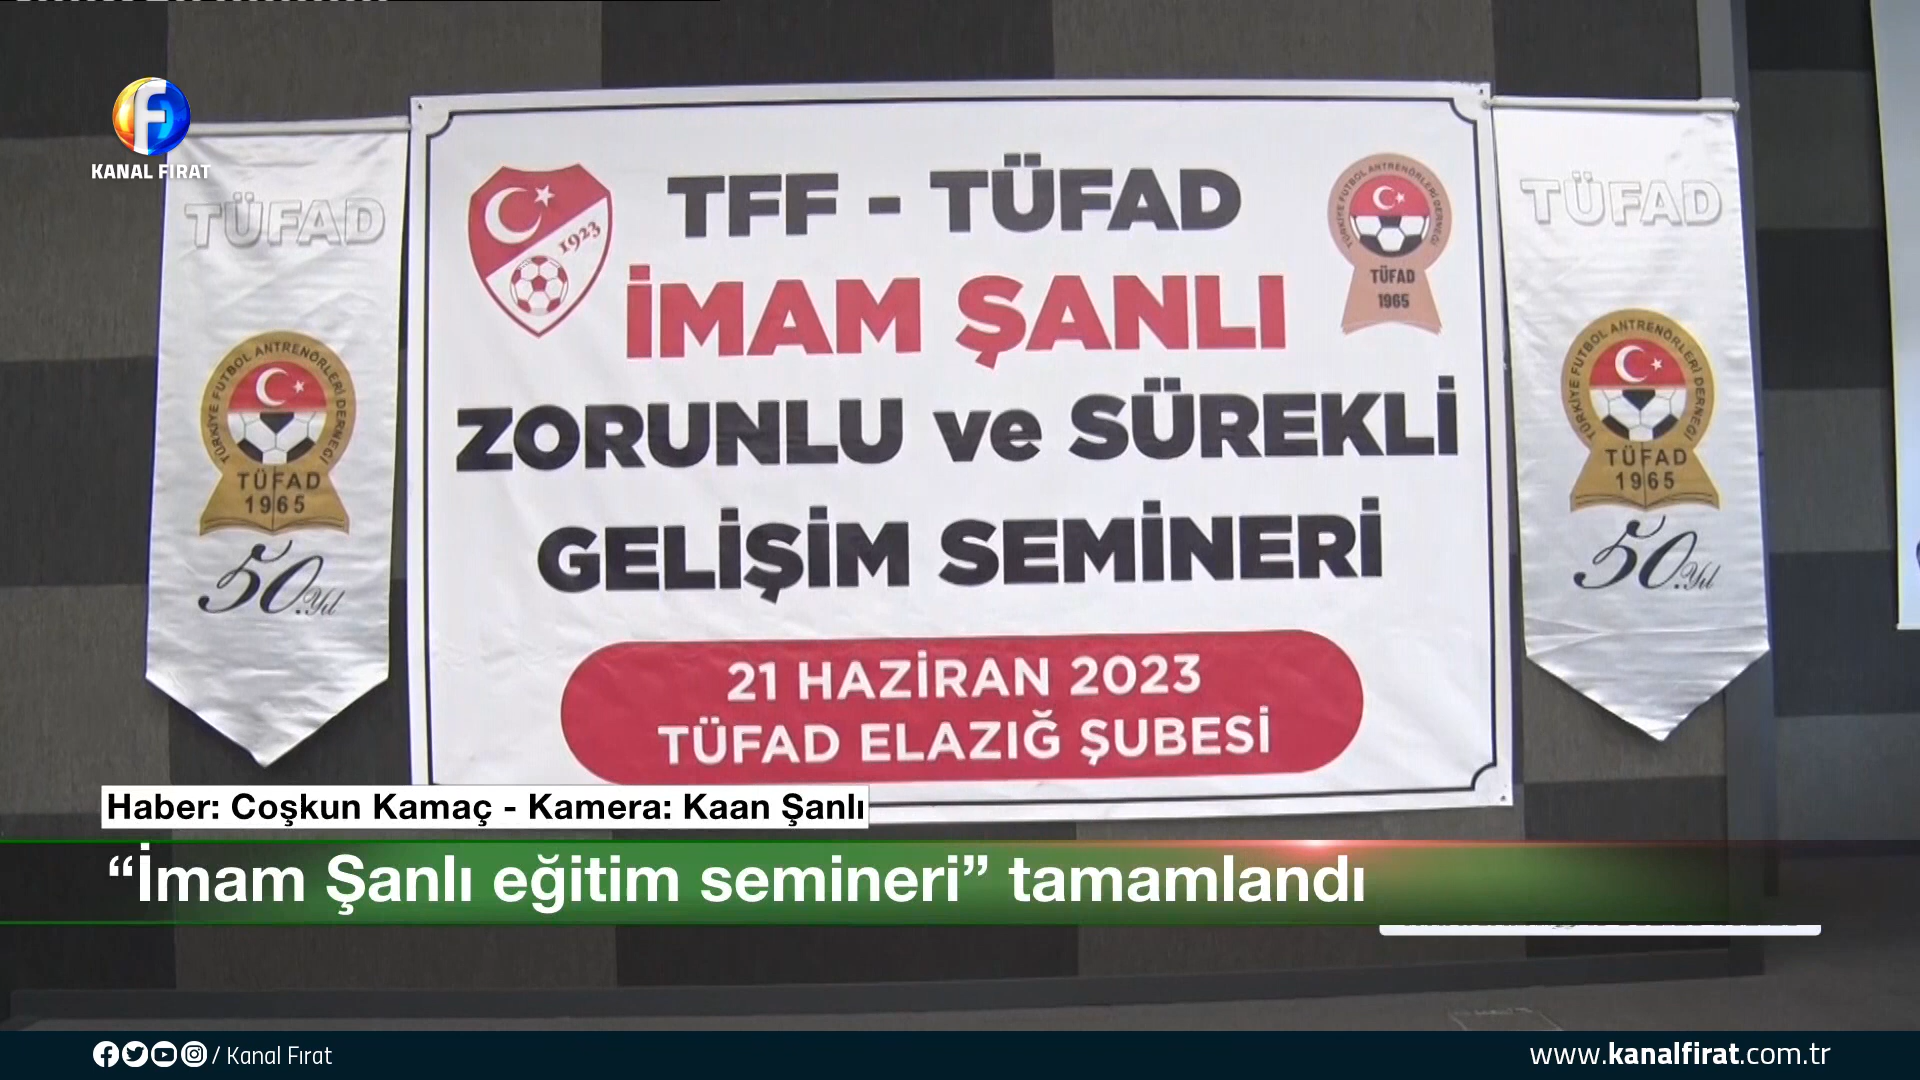 KANAL FIRAT
TÜFAD
TÜRKİYE FUTBOL ANTRENÖRLERİ DERNEĞİ
TÜFAD
1965
50.Yıl
1923
TFF - TÜFAD
İMAM ŞANLI
ZORUNLU ve SÜREKLİ
GELİŞİM SEMİNERİ
21 HAZİRAN 2023
TÜFAD ELAZIĞ ŞUBESİ
TÜRKİYE FUTBOL ANTRENÖRLERİ DERNEĞİ
TÜFAD
1965
TÜFAD
TÜRKİYE FUTBOL ANTRENÖRLERİ DERNEĞİ
TÜFAD
1965
50.Yıl
Haber: Coşkun Kamaç - Kamera: Kaan Şanlı
“İmam Şanlı eğitim semineri” tamamlandı
/ Kanal Fırat
www.kanalfirat.com.tr